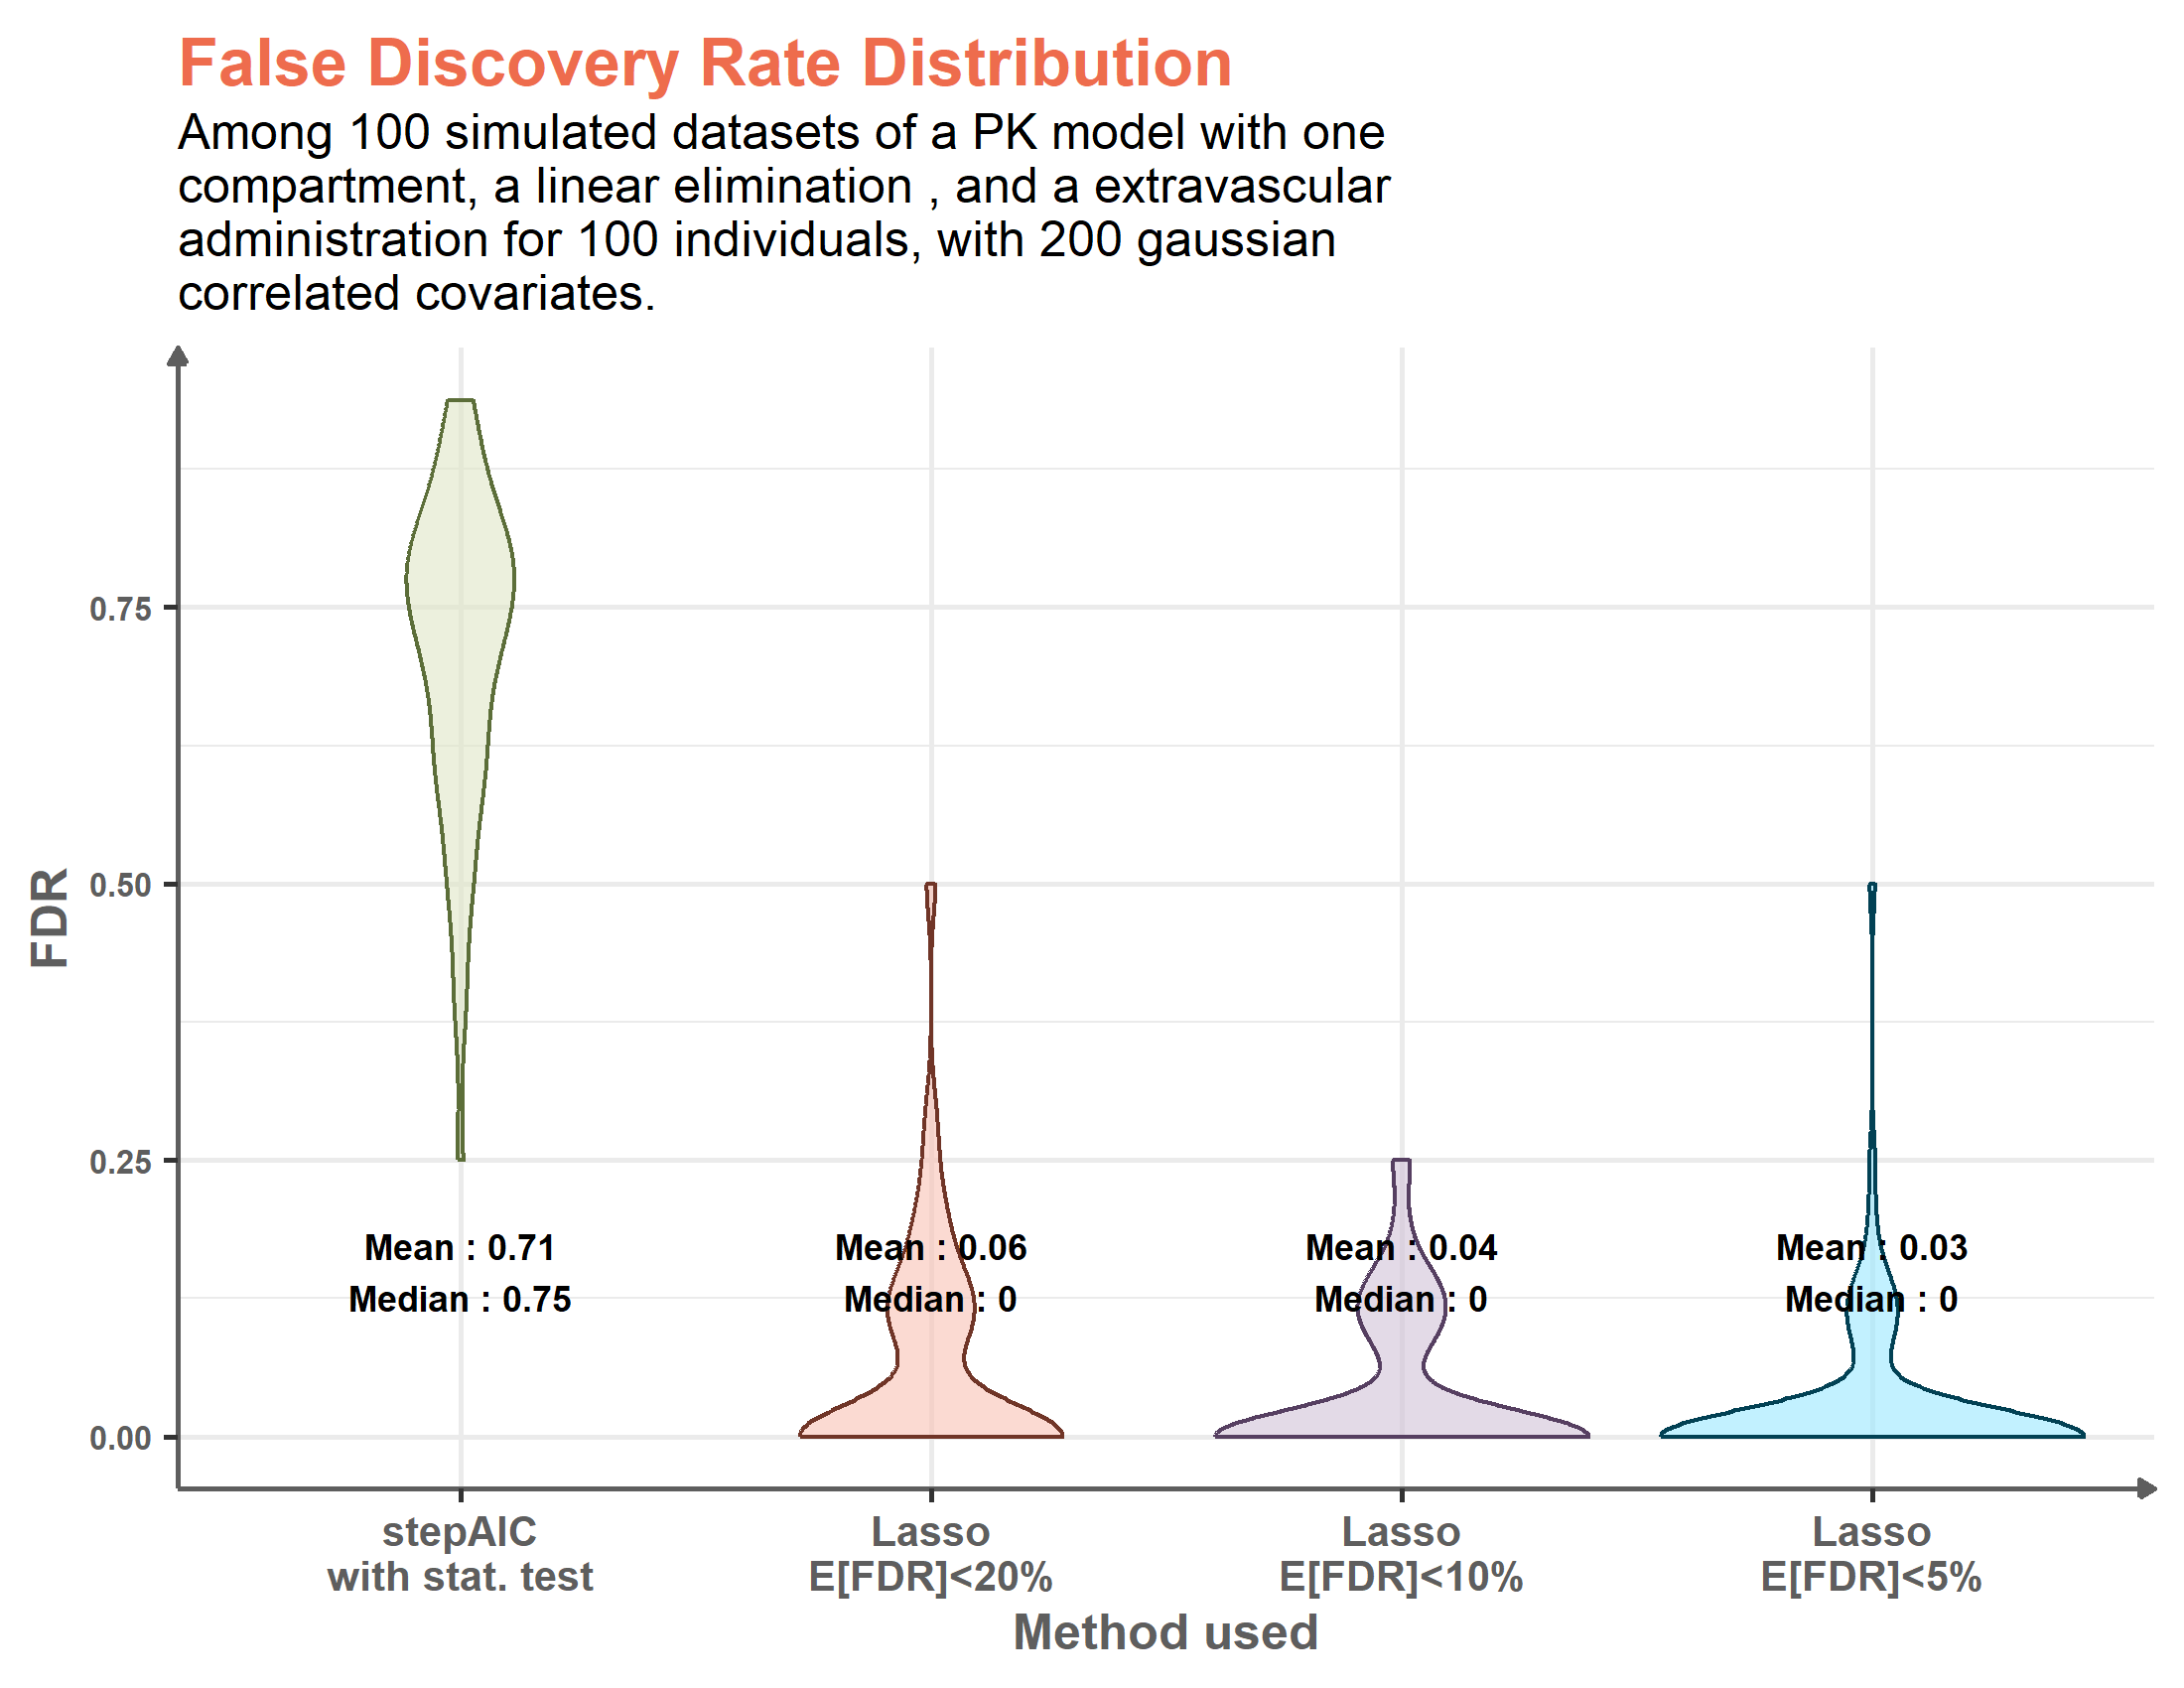 False Discovery Rate Distribution
Among 100 simulated datasets of a PK model with one
compartment, a linear elimination , and a extravascular
administration for 100 individuals, with 200 gaussian
correlated covariates.
FDR
0.75
0.50
0.25
0.00
Mean : 0.71
Median : 0.75
Mean : 0.06
Median : 0
Mean : 0.04
Median : 0
Mean : 0.03
Median : 0
stepAIC
with stat. test
Lasso
E[FDR]<20%
Lasso
E[FDR]<10%
Lasso
E[FDR]<5%
Method used